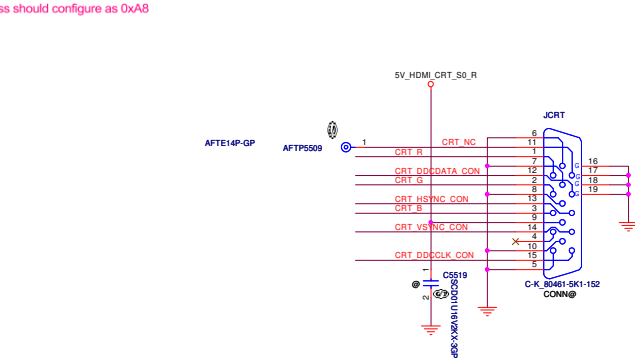 ss should configure as 0xA8
5V_HDMI_CRT_S0_R
JCRT
AFTE14P-GP
AFTP5509
1
CRT_NC
CRT_R
CRT_DDCDATA_CON
CRT_G
CRT_HSYNC_CON
CRT_B
CRT_VSYNC_CON
CRT_DDCCLK_CON
6
11
1
7
12
2
8
13
3
9
14
4
10
15
5
G
G
G
G
16
17
18
19
C-K_80461-5K1-152
CONN@
1
C5519
@
2
SCD01U16V2KX-3GP